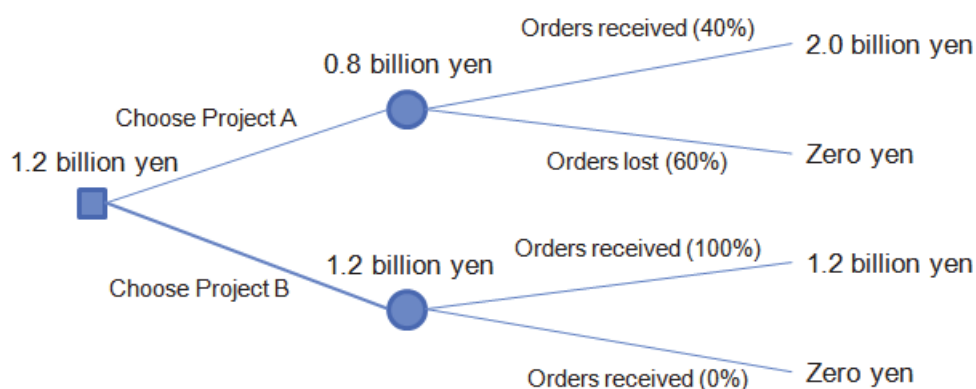 Orders received (40%)
2.0 billion yen
0.8 billion yen
Choose Project A
Orders lost (60%)
Zero yen
1.2 billion yen
Orders received (100%)
1.2 billion yen
1.2 billion yen
Choose Project B
Orders received (0%)
Zero yen